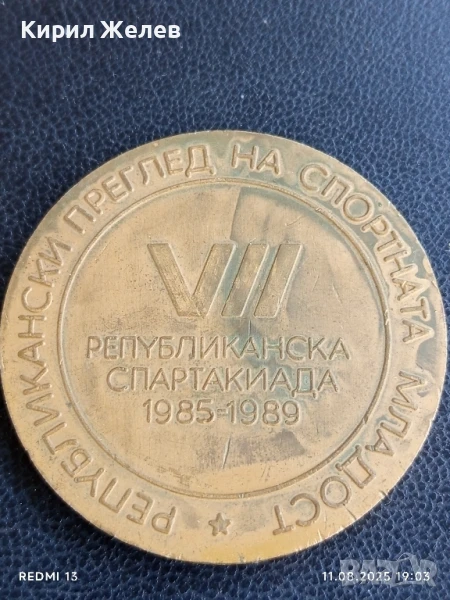 Кирил Желев
РЕПУБЛИКАНСКИ ПРЕГЛЕД НА СПОРТНАТА МЛАДОСТ
VII
РЕПУБЛИКАНСКА
СПАРТАКИАДА
1985-1989
REDMI 13
11.08.2025 19:03